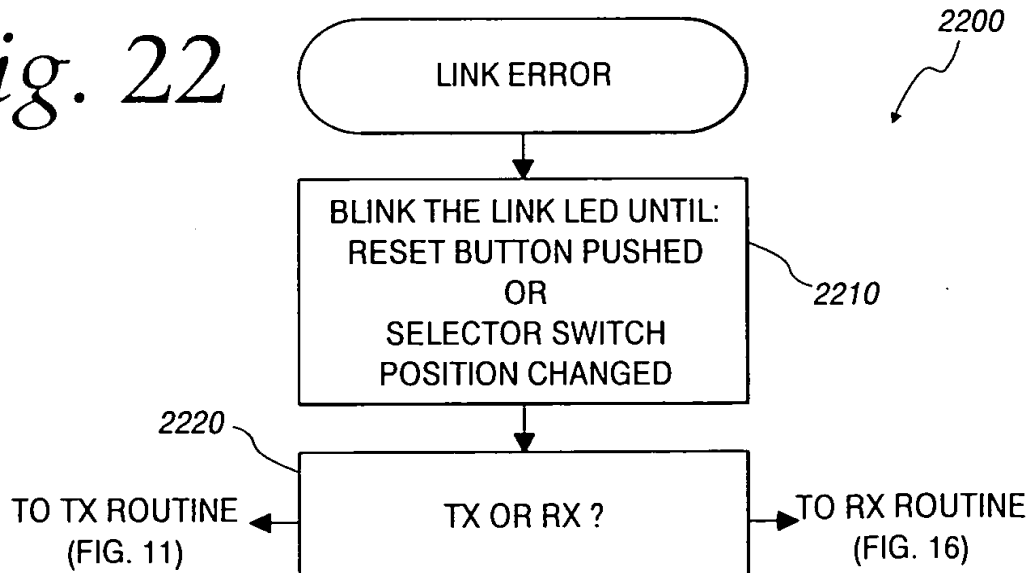 ig. 22
2200
LINK ERROR
BLINK THE LINK LED UNTIL:
RESET BUTTON PUSHED
OR
SELECTOR SWITCH
POSITION CHANGED
2210
2220
TX OR RX ?
TO TX ROUTINE
(FIG. 11)
TO RX ROUTINE
(FIG. 16)